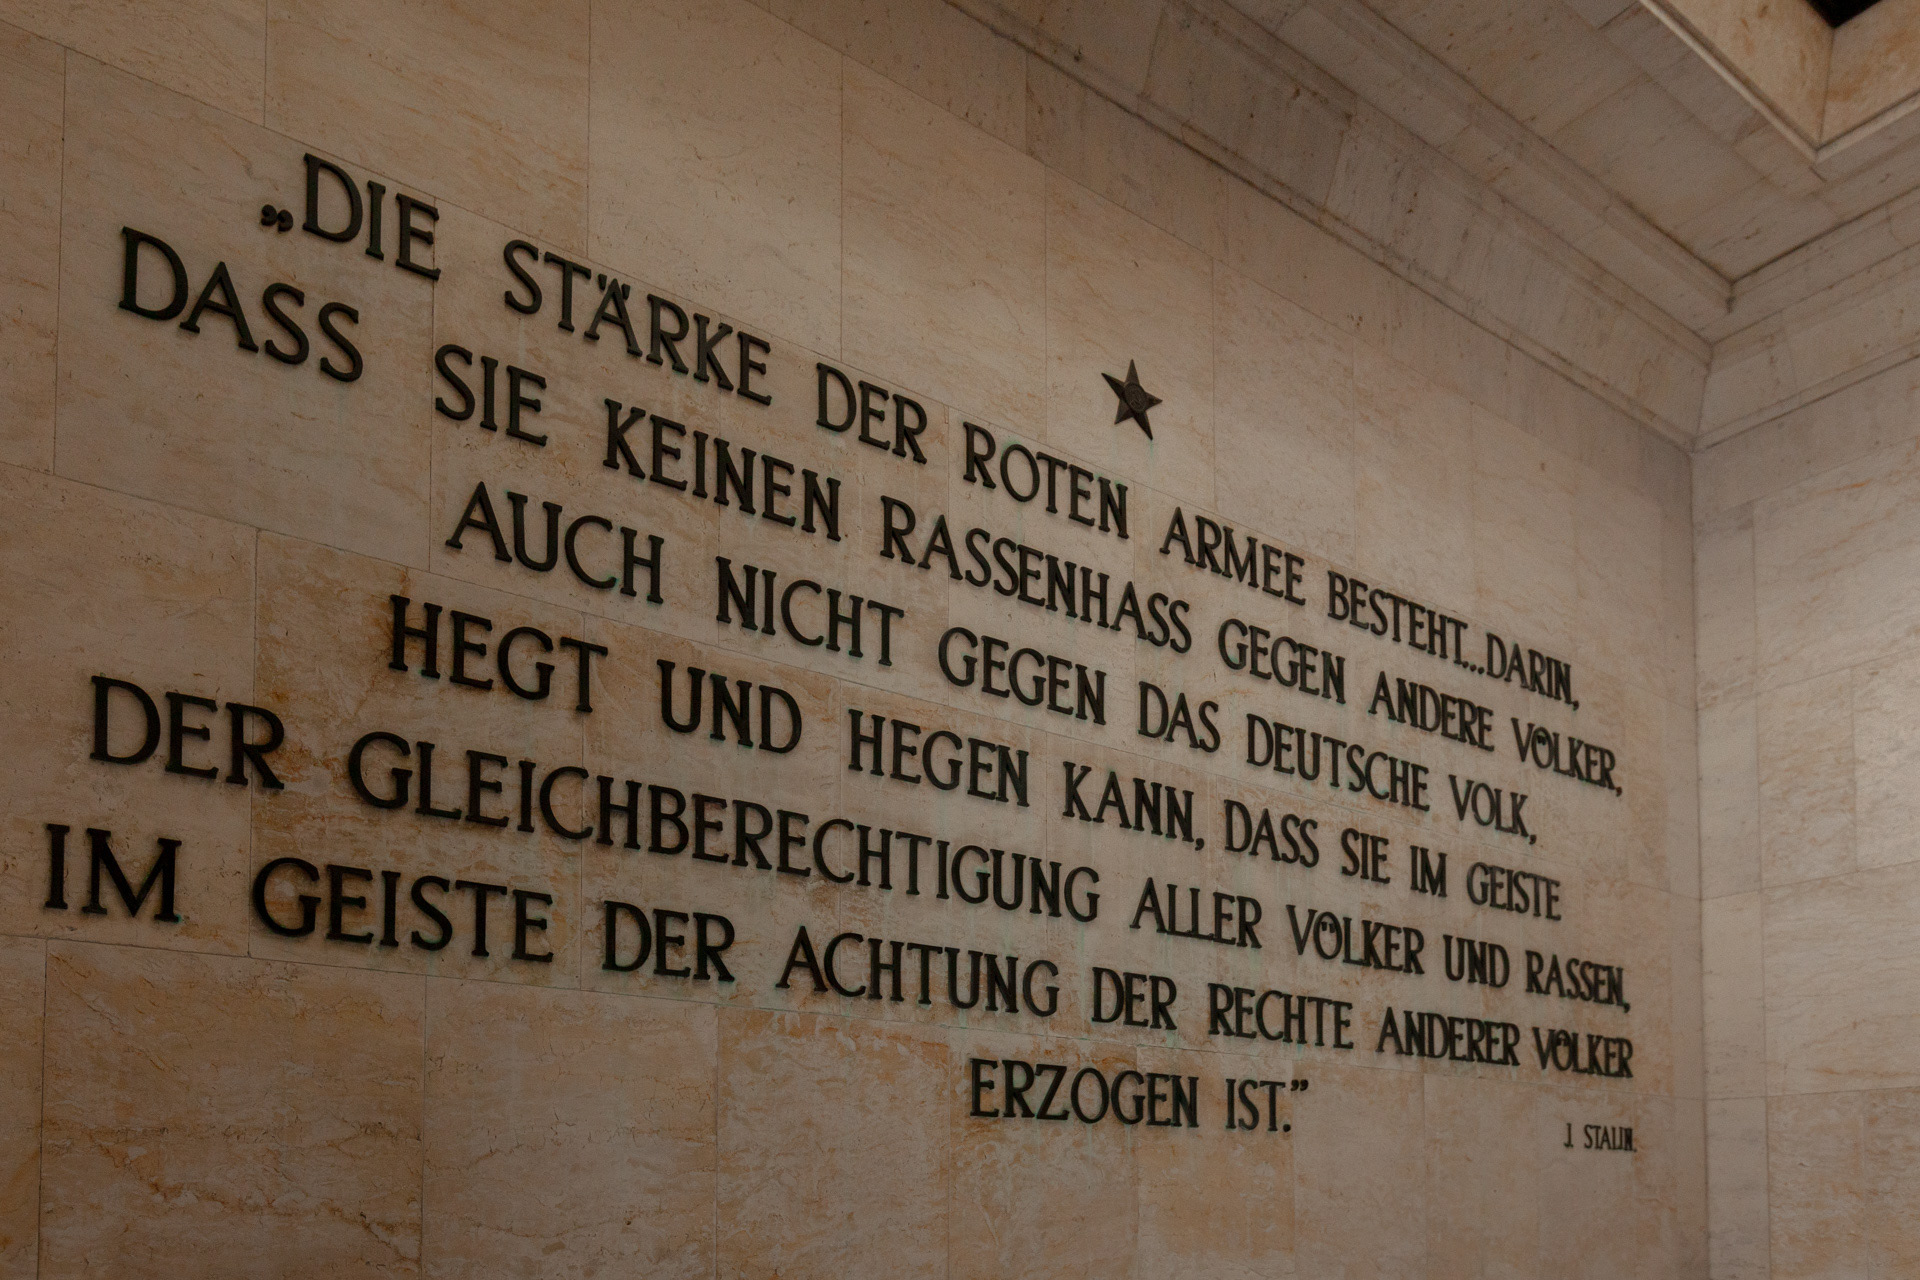 „DIE STÄRKE DER ROTEN ARMEE BESTEHT...DARIN,
DASS SIE KEINEN RASSENHASS GEGEN ANDERE VÖLKER,
AUCH NICHT GEGEN DAS DEUTSCHE VOLK,
HEGT UND HEGEN KANN, DASS SIE IM GEISTE
DER GLEICHBERECHTIGUNG ALLER VÖLKER UND RASSEN,
IM GEISTE DER ACHTUNG DER RECHTE ANDERER VÖLKER
ERZOGEN IST.”
J. STALIN.